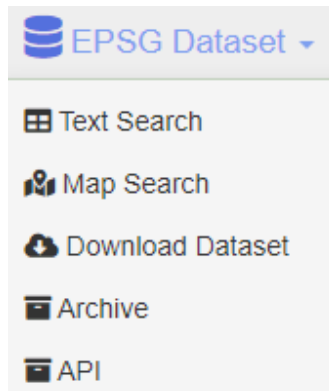 EPSG Dataset
Text Search
Map Search
Download Dataset
Archive
API